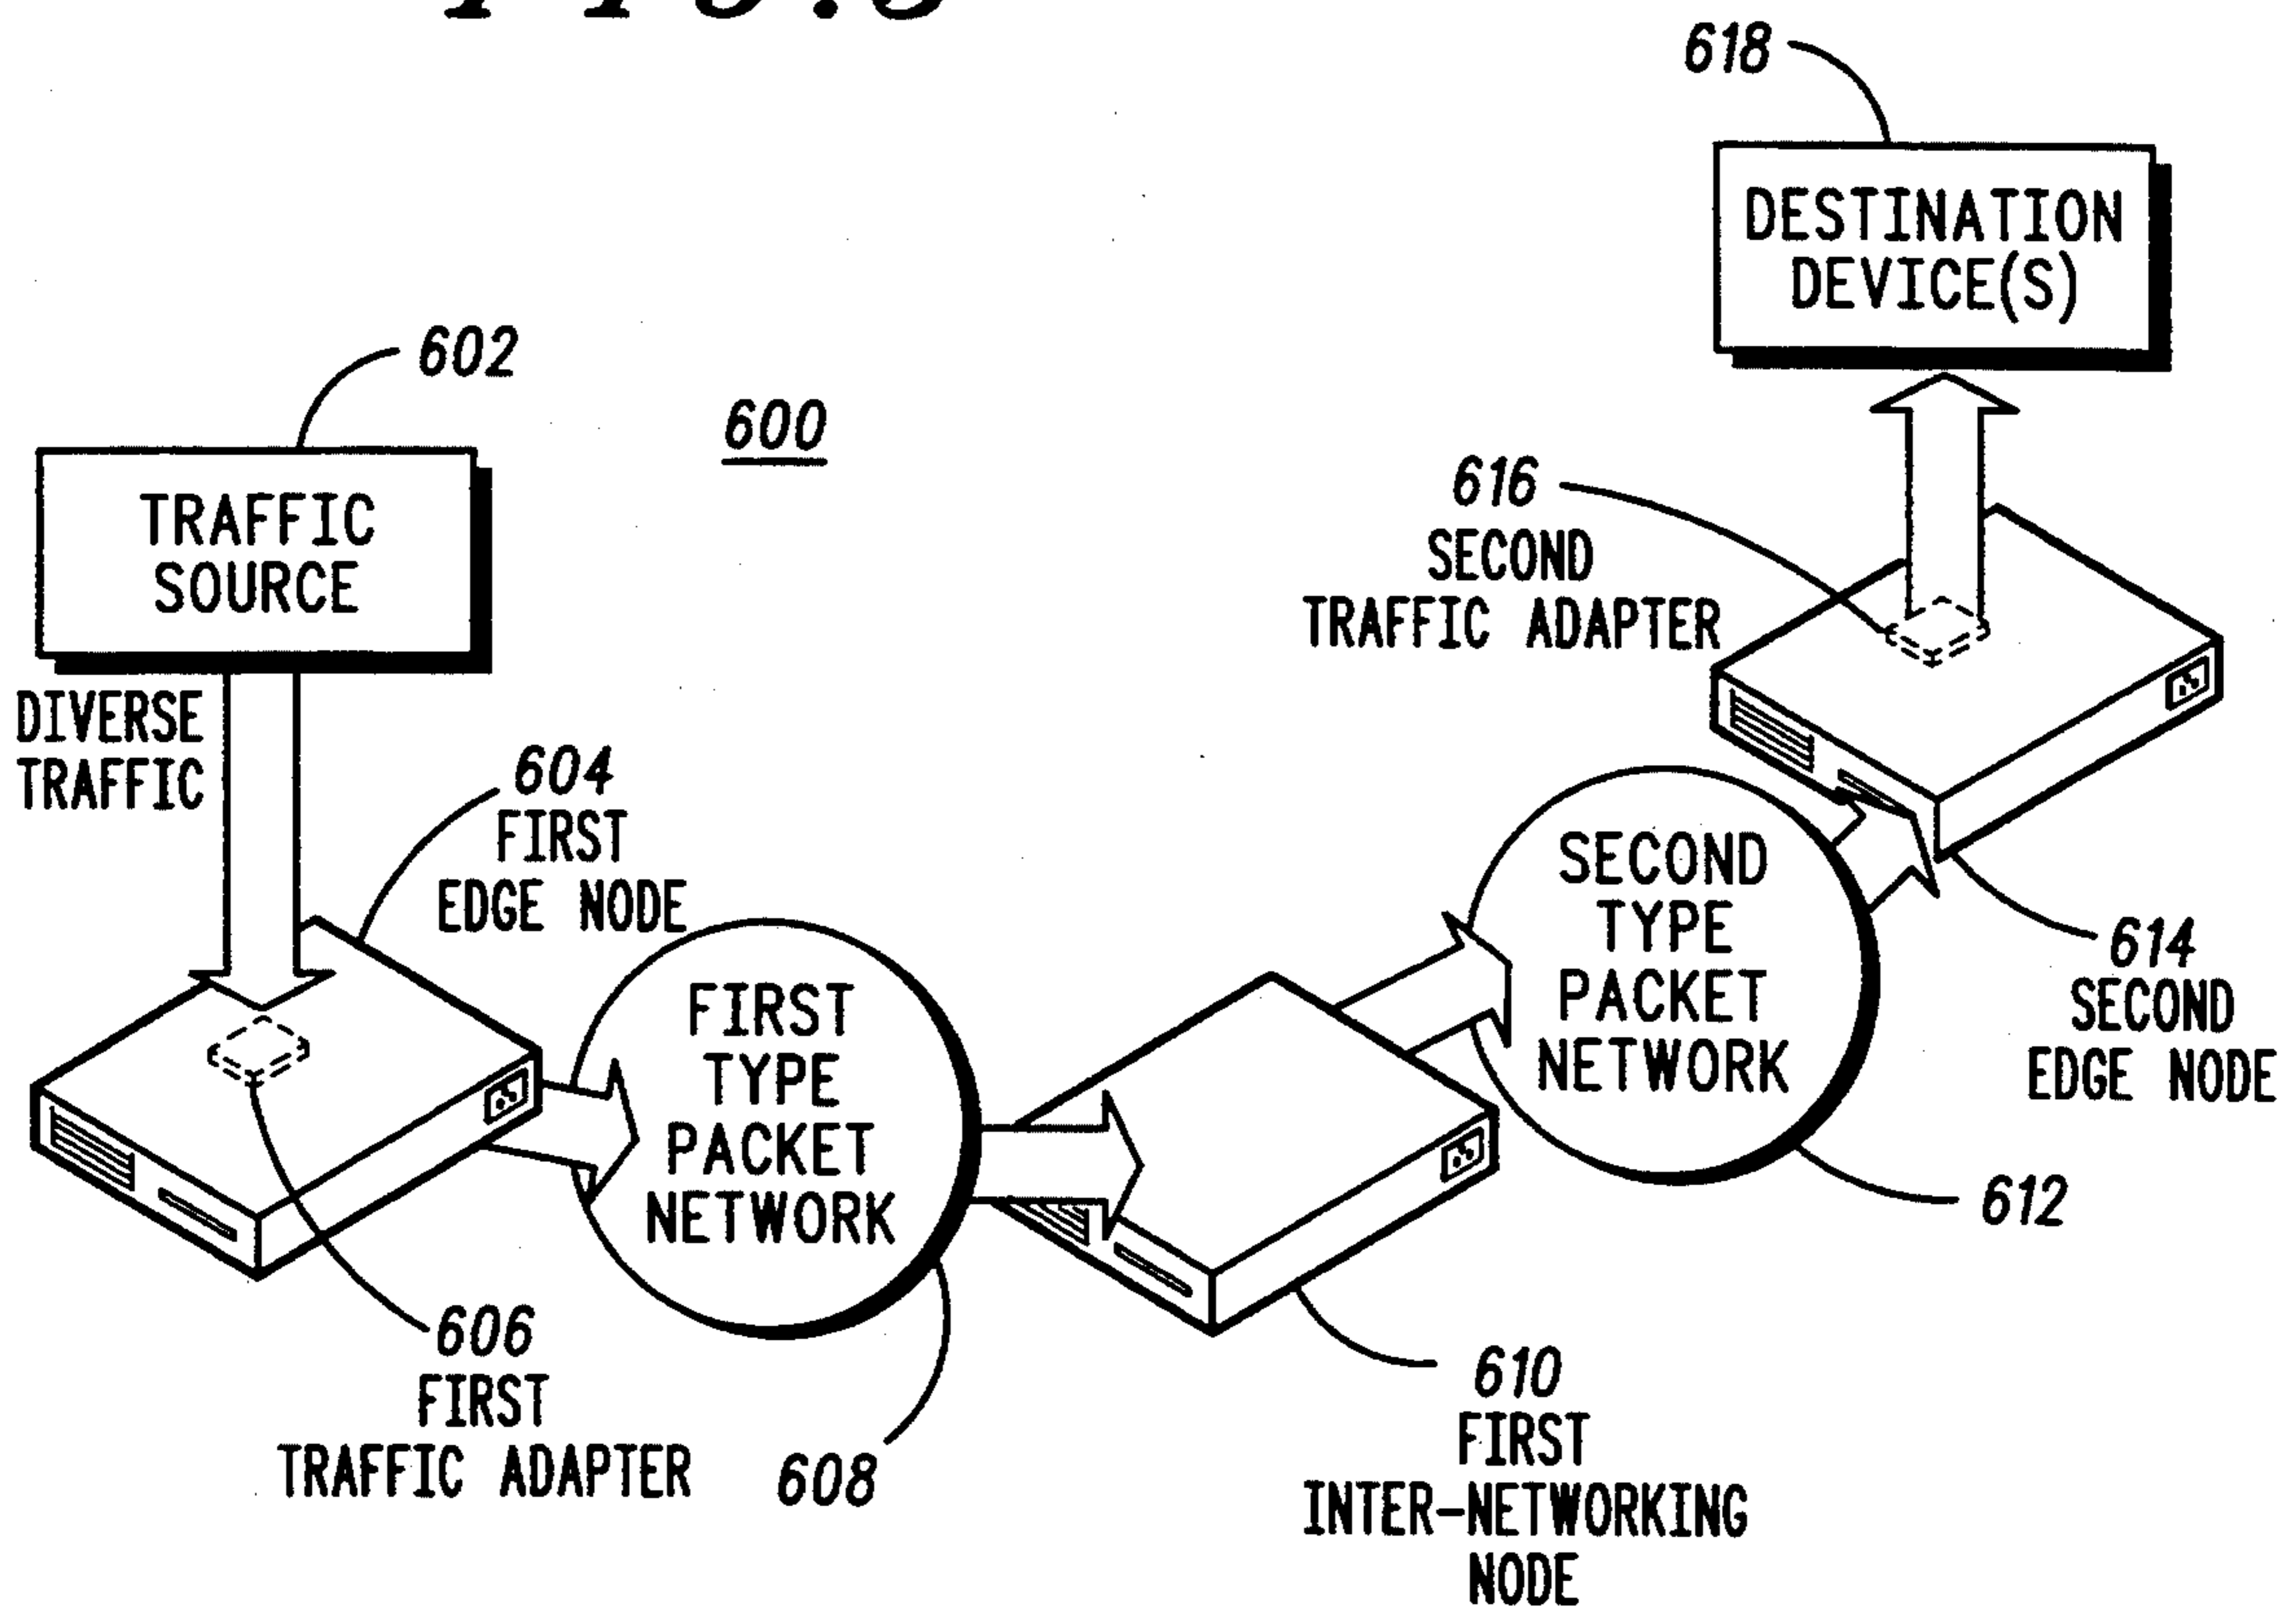 618
DESTINATION
DEVICE(S)
602
600
TRAFFIC
SOURCE
616
SECOND
TRAFFIC ADAPTER
DIVERSE
TRAFFIC
604
FIRST
EDGE NODE
SECOND
TYPE
PACKET
NETWORK
614
SECOND
EDGE NODE
FIRST
TYPE
PACKET
NETWORK
612
606
FIRST
TRAFFIC ADAPTER
608
610
FIRST
INTER-NETWORKING
NODE